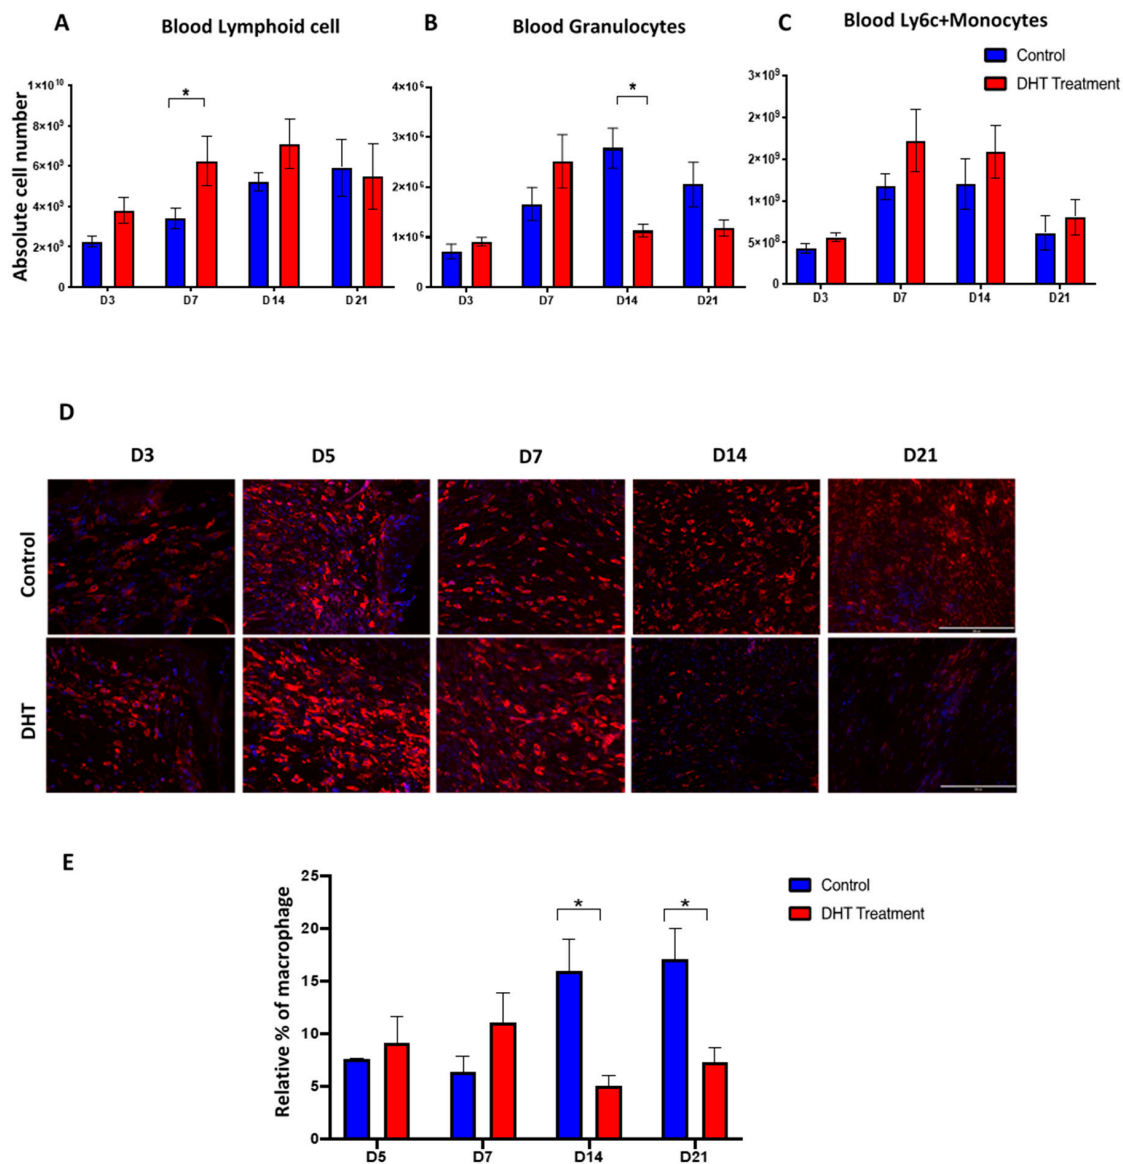 A Blood Lymphoid cell
B Blood Granulocytes
C Blood Ly6c+Monocytes
Control
DHT Treatment
Absolute cell number
1×10¹⁰
8×10⁹
6×10⁹
4×10⁹
2×10⁹
0
*
D3 D7 D14 D21
4×10⁶
3×10⁶
2×10⁶
1×10⁶
0
*
D3 D7 D14 D21
3×10⁹
2×10⁹
2×10⁹
1×10⁹
5×10⁸
0
D3 D7 D14 D21
D
D3 D5 D7 D14 D21
Control
DHT
E
Relative % of macrophage
25
20
15
10
5
0
* *
D5 D7 D14 D21
Control
DHT Treatment